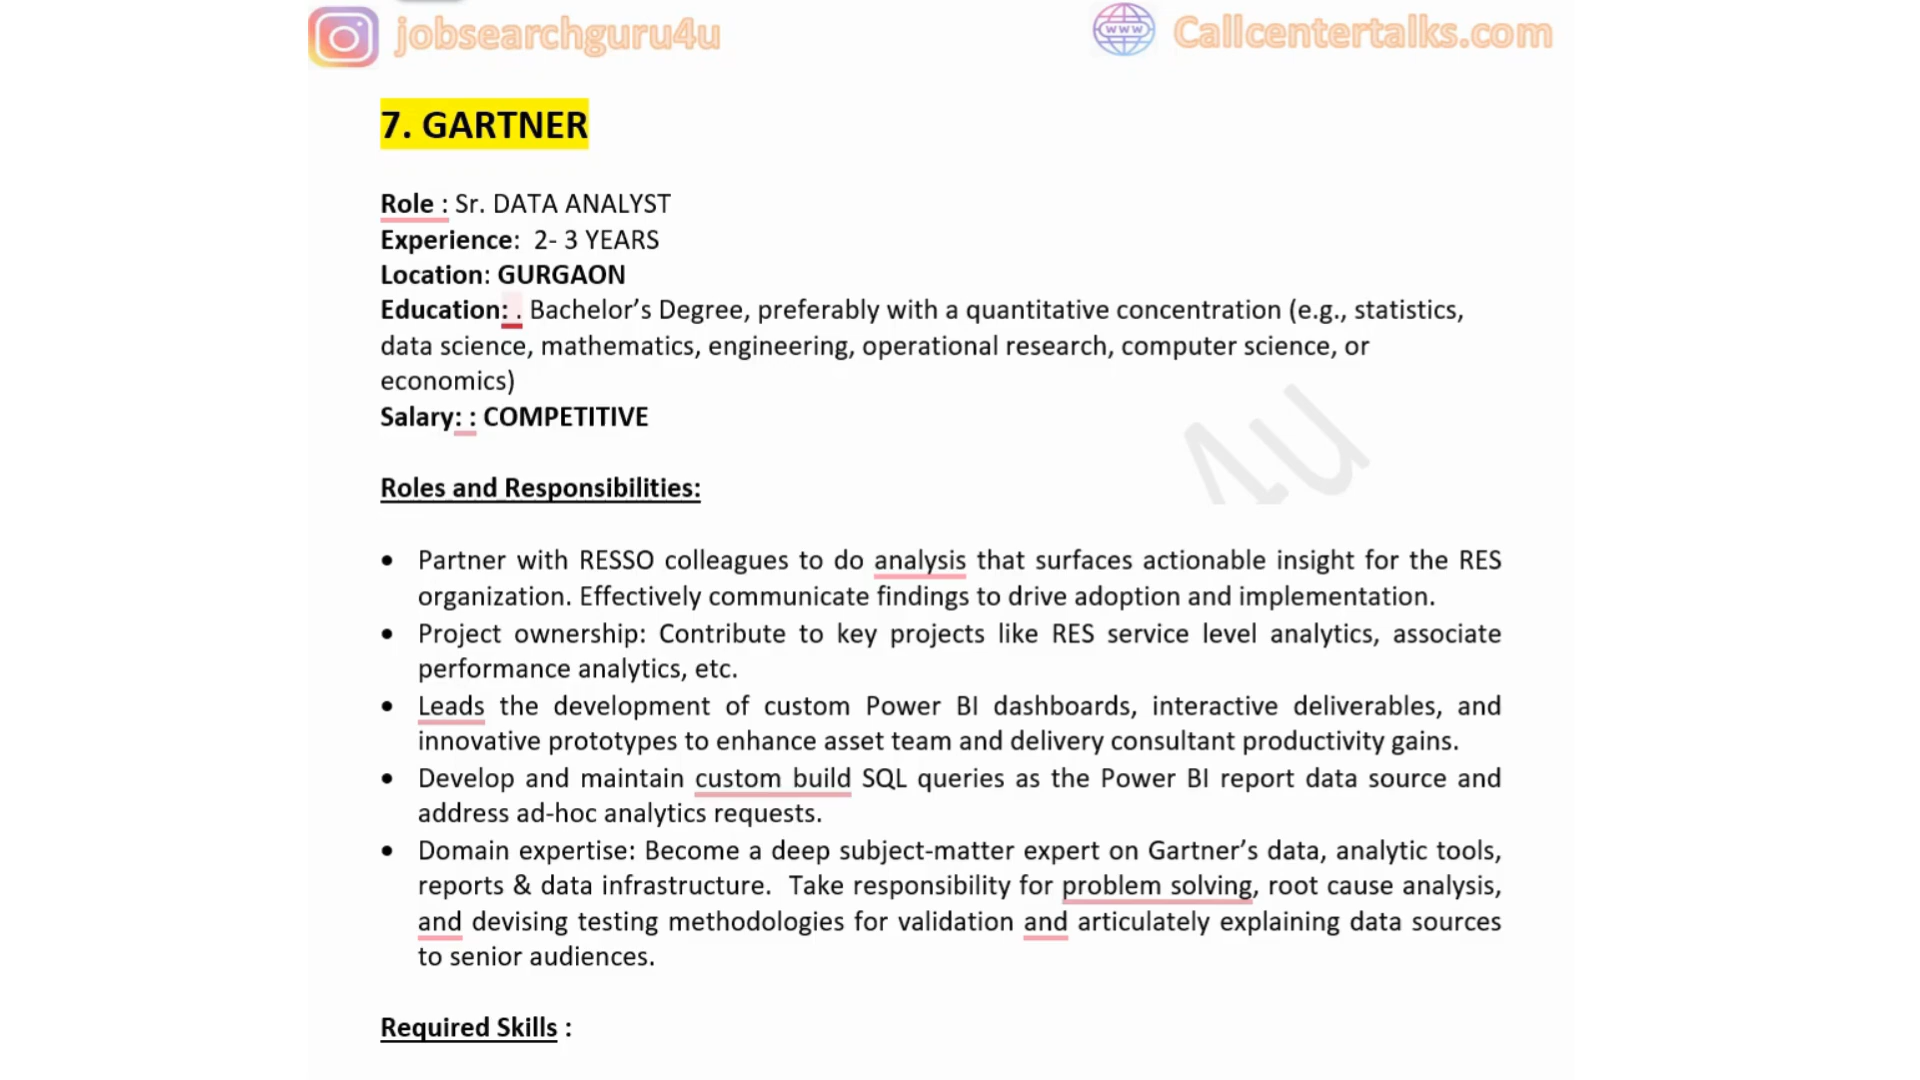 jobsearchguru4u
www Callcentertalks.com
7. GARTNER
Role : Sr. DATA ANALYST
Experience: 2- 3 YEARS
Location: GURGAON
Education: . Bachelor’s Degree, preferably with a quantitative concentration (e.g., statistics,
data science, mathematics, engineering, operational research, computer science, or
economics)
Salary: : COMPETITIVE
4u
Roles and Responsibilities:
• Partner with RESSO colleagues to do analysis that surfaces actionable insight for the RES
organization. Effectively communicate findings to drive adoption and implementation.
• Project ownership: Contribute to key projects like RES service level analytics, associate
performance analytics, etc.
• Leads the development of custom Power BI dashboards, interactive deliverables, and
innovative prototypes to enhance asset team and delivery consultant productivity gains.
• Develop and maintain custom build SQL queries as the Power BI report data source and
address ad-hoc analytics requests.
• Domain expertise: Become a deep subject-matter expert on Gartner’s data, analytic tools,
reports & data infrastructure. Take responsibility for problem solving, root cause analysis,
and devising testing methodologies for validation and articulately explaining data sources
to senior audiences.
Required Skills :